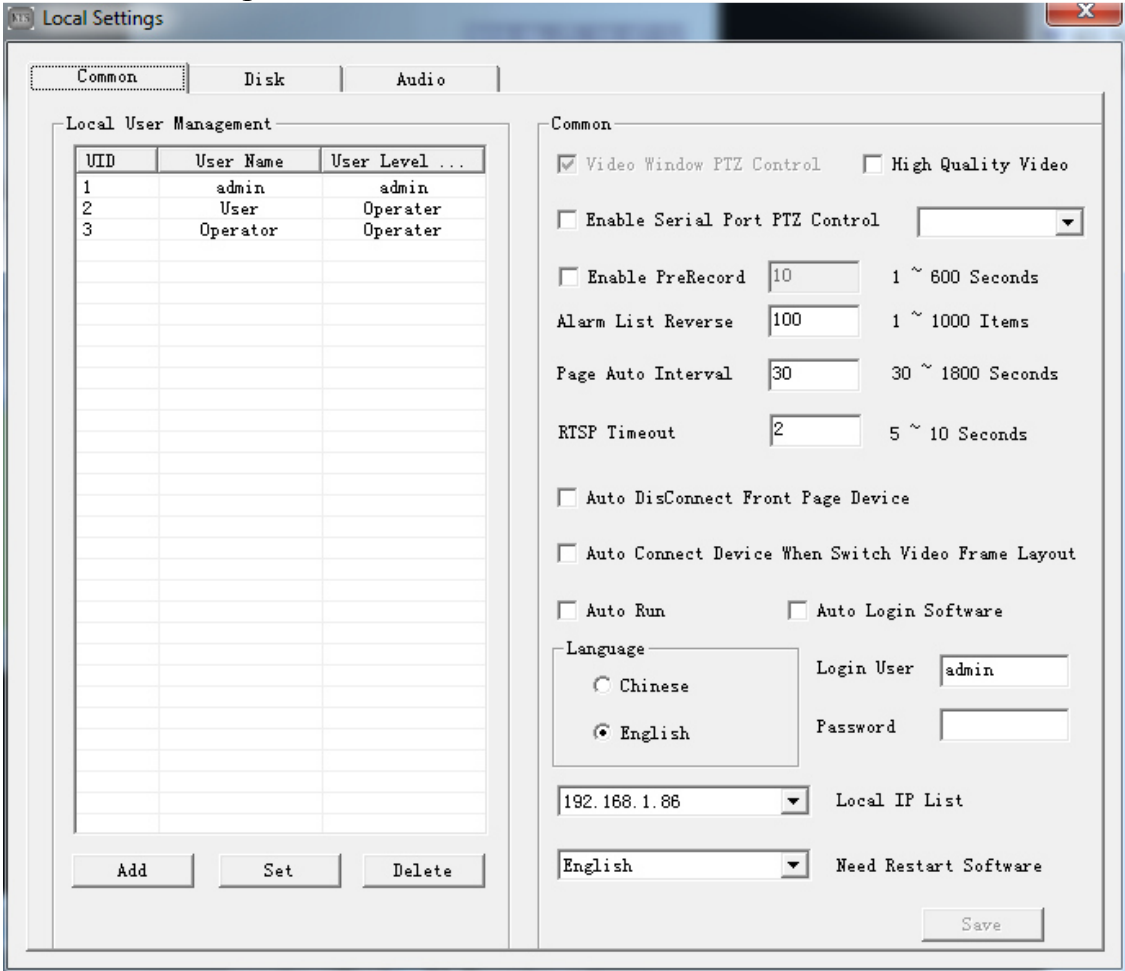 Local Settings
Common Disk Audio
Local User Management
UID User Name User Level ...
1 admin admin
2 User Operater
3 Operator Operater
Add Set Delete
Common
Video Window PTZ Control High Quality Video
Enable Serial Port PTZ Control
Enable PreRecord 10 1 ~ 600 Seconds
Alarm List Reverse 100 1 ~ 1000 Items
Page Auto Interval 30 30 ~ 1800 Seconds
RTSP Timeout 2 5 ~ 10 Seconds
Auto DisConnect Front Page Device
Auto Connect Device When Switch Video Frame Layout
Auto Run Auto Login Software
Language
Chinese
English
Login User admin
Password
192.168.1.86 Local IP List
English Need Restart Software
Save